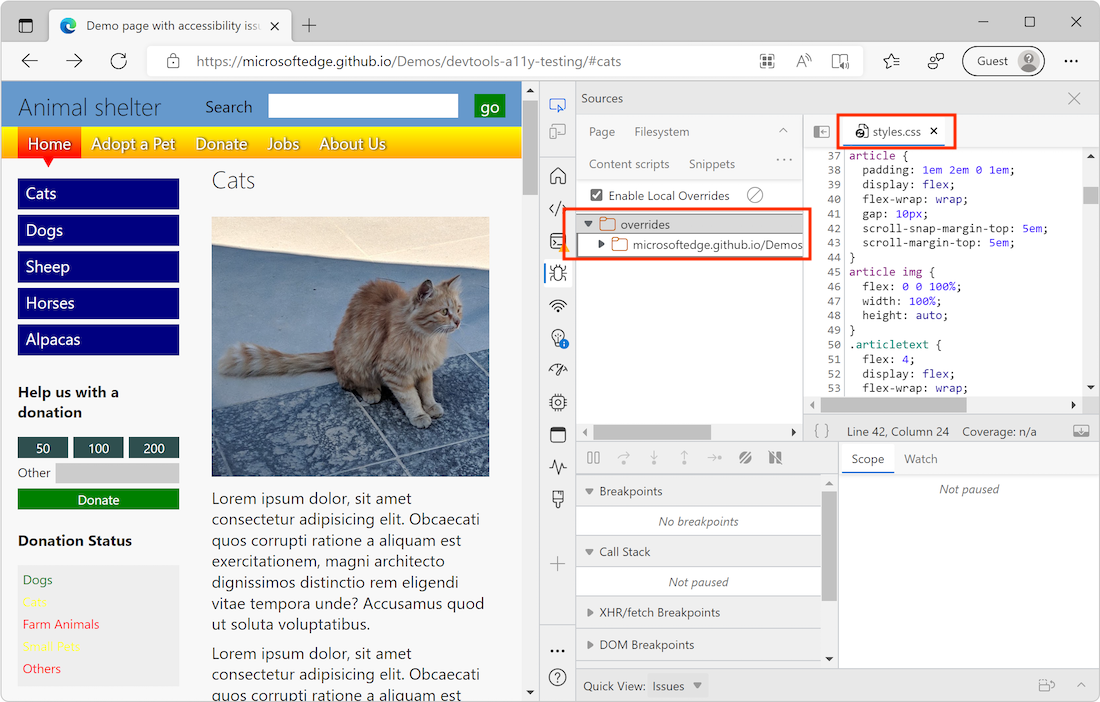 Demo page with accessibility issu
https://microsoftedge.github.io/Demos/devtools-a11y-testing/#cats
Guest
Animal shelter
Search
go
Home
Adopt a Pet
Donate
Jobs
About Us
Cats
Dogs
Sheep
Horses
Alpacas
Help us with a
donation
50
100
200
Other
Donate
Donation Status
Dogs
Cats
Farm Animals
Small Pets
Others
Cats
Lorem ipsum dolor, sit amet
consectetur adipisicing elit. Obcaecati
quos corrupti ratione a aliquam est
exercitationem, magni architecto
dignissimos distinctio rem eligendi
vitae tempora unde? Accusamus quod
ut soluta voluptatibus.
Lorem ipsum dolor, sit amet
consectetur adipisicing elit. Obcaecati
quos corrupti ratione a aliquam est
Sources
Page
Filesystem
Content scripts
Snippets
Enable Local Overrides
overrides
microsoftedge.github.io/Demos
styles.css
37 article {
38 padding: 1em 2em 0 1em;
39 display: flex;
40 flex-wrap: wrap;
41 gap: 10px;
42 scroll-snap-margin-top: 5em;
43 scroll-margin-top: 5em;
44 }
45 article img {
46 flex: 0 0 100%;
47 width: 100%;
48 height: auto;
49 }
50 .articletext {
51 flex: 4;
52 display: flex;
53 flex-wrap: wrap;
{ } Line 42, Column 24 Coverage: n/a
Breakpoints
No breakpoints
Call Stack
Not paused
XHR/fetch Breakpoints
DOM Breakpoints
Scope
Watch
Not paused
Quick View: Issues